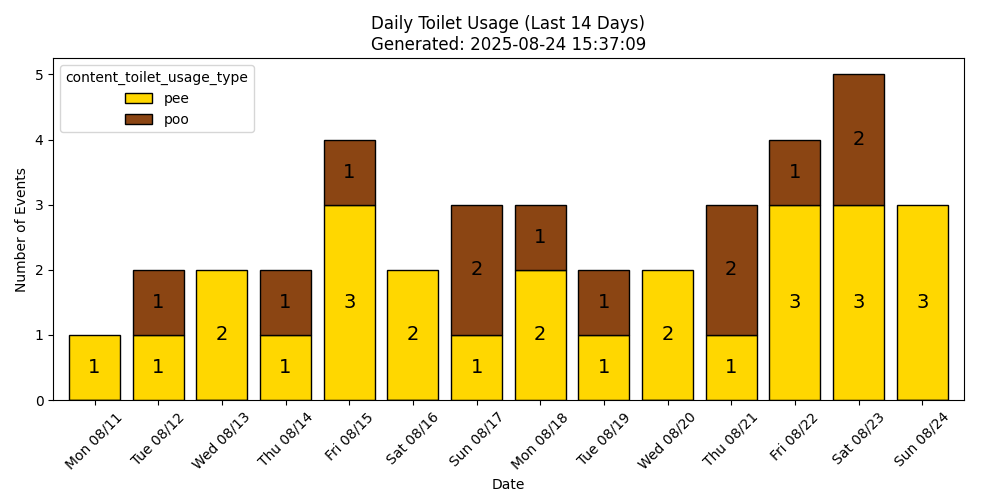 Daily Toilet Usage (Last 14 Days)
Generated: 2025-08-24 15:37:09
content_toilet_usage_type
pee
poo
Number of Events
5
4
3
2
1
0
1
1
1
2
1
1
3
1
2
1
2
2
1
1
1
2
1
2
3
1
3
2
3
Mon 08/11
Tue 08/12
Wed 08/13
Thu 08/14
Fri 08/15
Sat 08/16
Sun 08/17
Mon 08/18
Tue 08/19
Wed 08/20
Thu 08/21
Fri 08/22
Sat 08/23
Sun 08/24
Date